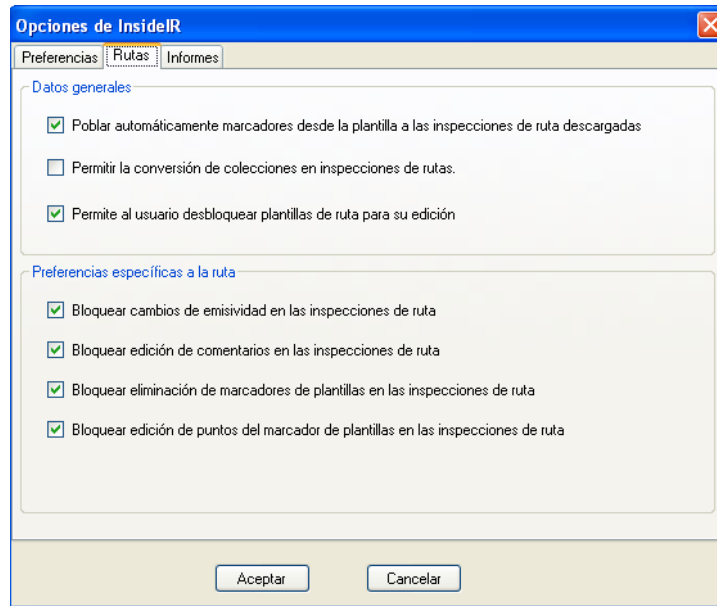 Opciones de InsideIR
Preferencias Rutas Informes
Datos generales
Poblar automáticamente marcadores desde la plantilla a las inspecciones de ruta descargadas
Permitir la conversión de colecciones en inspecciones de rutas.
Permite al usuario desbloquear plantillas de ruta para su edición
Preferencias específicas a la ruta
Bloquear cambios de emisividad en las inspecciones de ruta
Bloquear edición de comentarios en las inspecciones de ruta
Bloquear eliminación de marcadores de plantillas en las inspecciones de ruta
Bloquear edición de puntos del marcador de plantillas en las inspecciones de ruta
Aceptar Cancelar